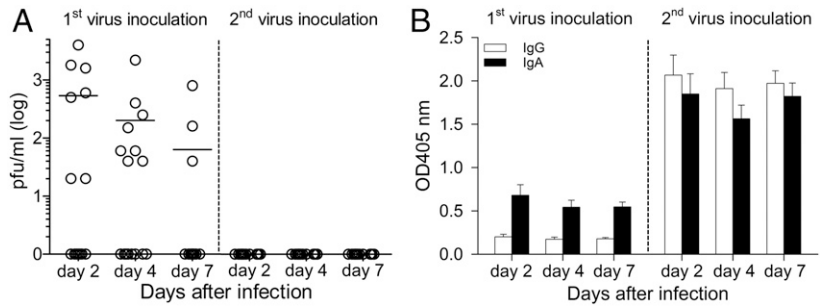 A
1st virus inoculation 2nd virus inoculation
pfu/ml (log)
3
2
1
0
day 2 day 4 day 7 day 2 day 4 day 7
Days after infection
B
1st virus inoculation 2nd virus inoculation
IgG
IgA
OD405 nm
2.5
2.0
1.5
1.0
0.5
0.0
day 2 day 4 day 7 day 2 day 4 day 7
Days after infection